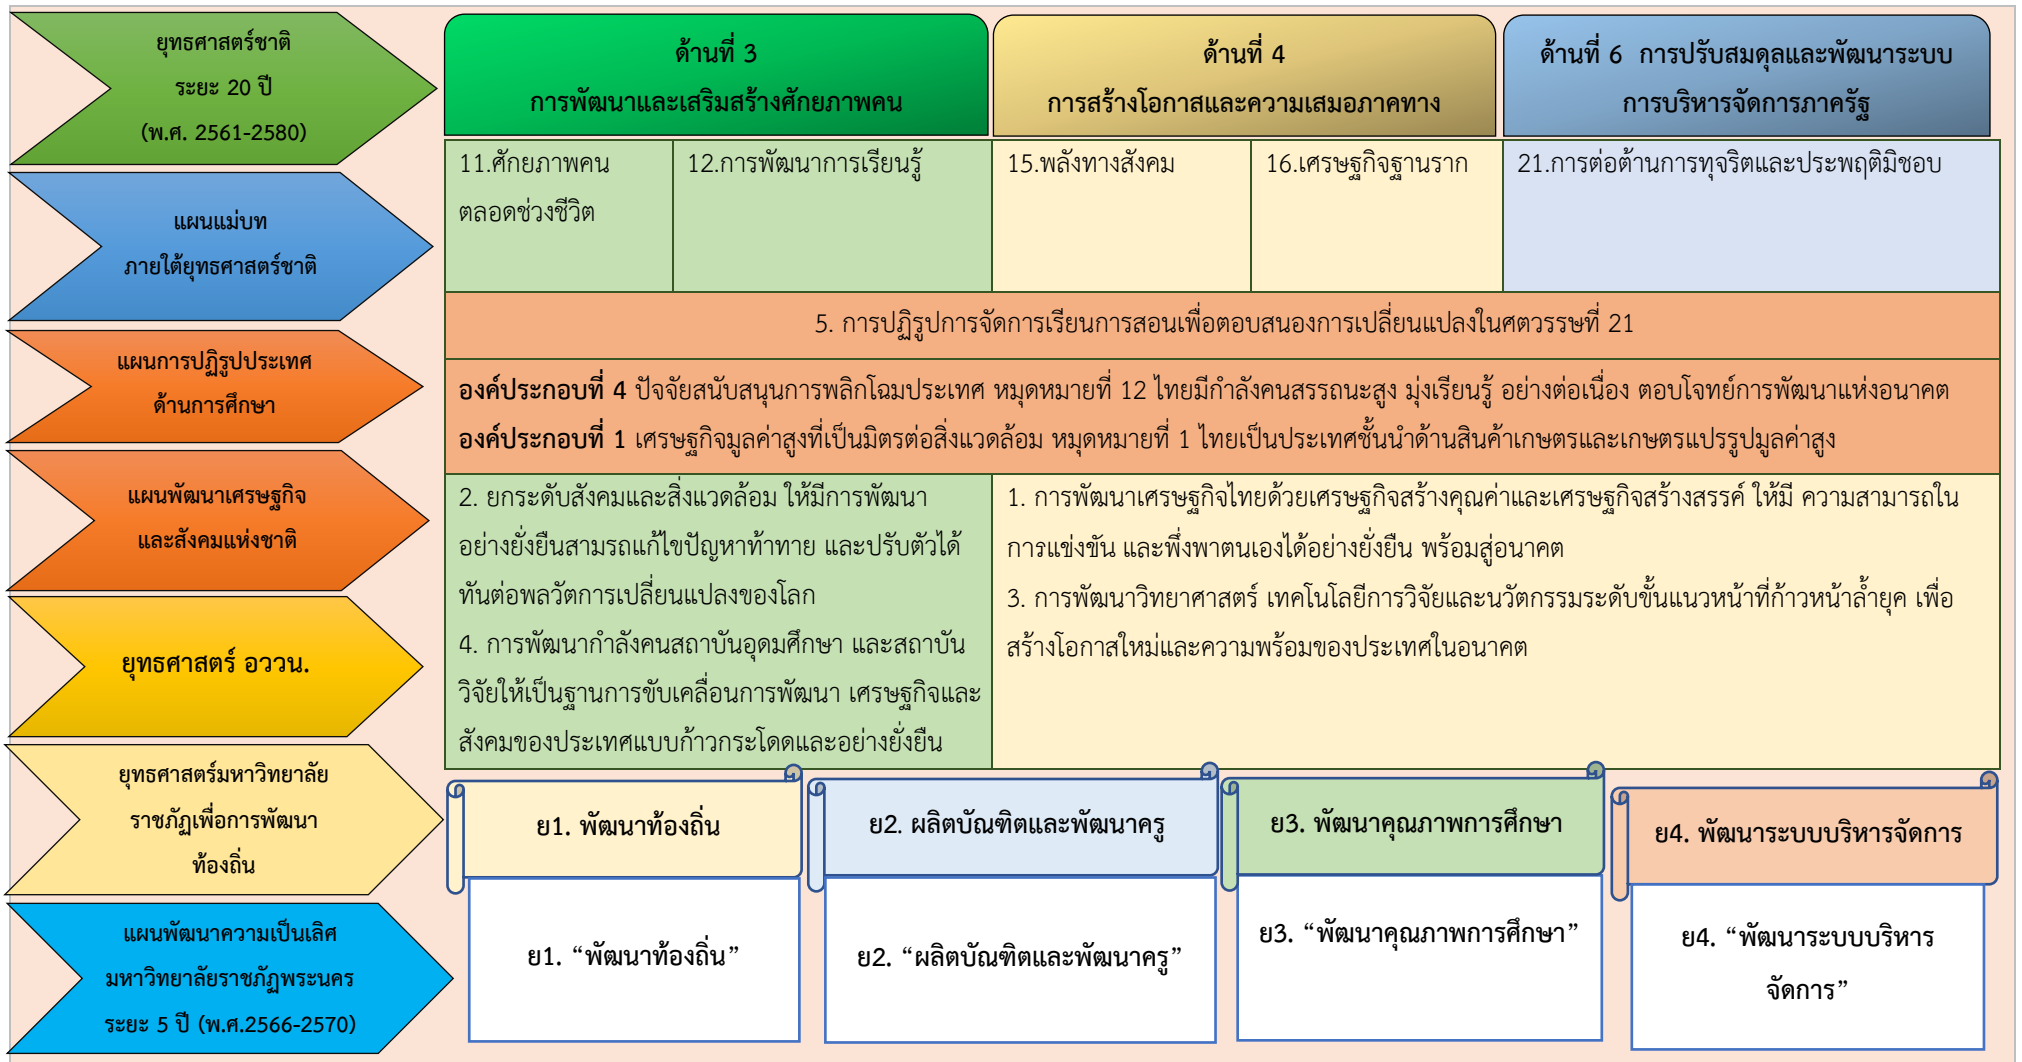 ยุทธศาสตร์ชาติ
ระยะ 20 ปี
(พ.ศ. 2561-2580)
ด้านที่ 3
การพัฒนาและเสริมสร้างศักยภาพคน
ด้านที่ 4
การสร้างโอกาสและความเสมอภาคทาง
ด้านที่ 6 การปรับสมดุลและพัฒนาระบบ
การบริหารจัดการภาครัฐ
แผนแม่บท
ภายใต้ยุทธศาสตร์ชาติ
11.ศักยภาพคน
ตลอดช่วงชีวิต
12.การพัฒนาการเรียนรู้
15.พลังทางสังคม
16.เศรษฐกิจฐานราก
21.การต่อต้านการทุจริตและประพฤติมิชอบ
แผนการปฏิรูปประเทศ
ด้านการศึกษา
5. การปฏิรูปการจัดการเรียนการสอนเพื่อตอบสนองการเปลี่ยนแปลงในศตวรรษที่ 21
แผนพัฒนาเศรษฐกิจ
และสังคมแห่งชาติ
องค์ประกอบที่ 4 ปัจจัยสนับสนุนการพลิกโฉมประเทศ หมุดหมายที่ 12 ไทยมีกำลังคนสรรถนะสูง มุ่งเรียนรู้ อย่างต่อเนื่อง ตอบโจทย์การพัฒนาแห่งอนาคต
องค์ประกอบที่ 1 เศรษฐกิจมูลค่าสูงที่เป็นมิตรต่อสิ่งแวดล้อม หมุดหมายที่ 1 ไทยเป็นประเทศชั้นนำด้านสินค้าเกษตรและเกษตรแปรรูปมูลค่าสูง
ยุทธศาสตร์ อววน.
2. ยกระดับสังคมและสิ่งแวดล้อม ให้มีการพัฒนา
อย่างยั่งยืนสามรถแก้ไขปัญหาท้าทาย และปรับตัวได้
ทันต่อพลวัตการเปลี่ยนแปลงของโลก
4. การพัฒนากำลังคนสถาบันอุดมศึกษา และสถาบัน
วิจัยให้เป็นฐานการขับเคลื่อนการพัฒนา เศรษฐกิจและ
สังคมของประเทศแบบก้าวกระโดดและอย่างยั่งยืน
1. การพัฒนาเศรษฐกิจไทยด้วยเศรษฐกิจสร้างคุณค่าและเศรษฐกิจสร้างสรรค์ ให้มี ความสามารถใน
การแข่งขัน และพึ่งพาตนเองได้อย่างยั่งยืน พร้อมสู่อนาคต
3. การพัฒนาวิทยาศาสตร์ เทคโนโลยีการวิจัยและนวัตกรรมระดับขั้นแนวหน้าที่ก้าวหน้าล้ำยุค เพื่อ
สร้างโอกาสใหม่และความพร้อมของประเทศในอนาคต
ยุทธศาสตร์มหาวิทยาลัย
ราชภัฏเพื่อการพัฒนา
ท้องถิ่น
ย1. พัฒนาท้องถิ่น
ย2. ผลิตบัณฑิตและพัฒนาครู
ย3. พัฒนาคุณภาพการศึกษา
ย4. พัฒนาระบบบริหารจัดการ
แผนพัฒนาความเป็นเลิศ
มหาวิทยาลัยราชภัฏพระนคร
ระยะ 5 ปี (พ.ศ.2566-2570)
ย1. “พัฒนาท้องถิ่น”
ย2. “ผลิตบัณฑิตและพัฒนาครู”
ย3. “พัฒนาคุณภาพการศึกษา”
ย4. “พัฒนาระบบบริหาร
จัดการ”